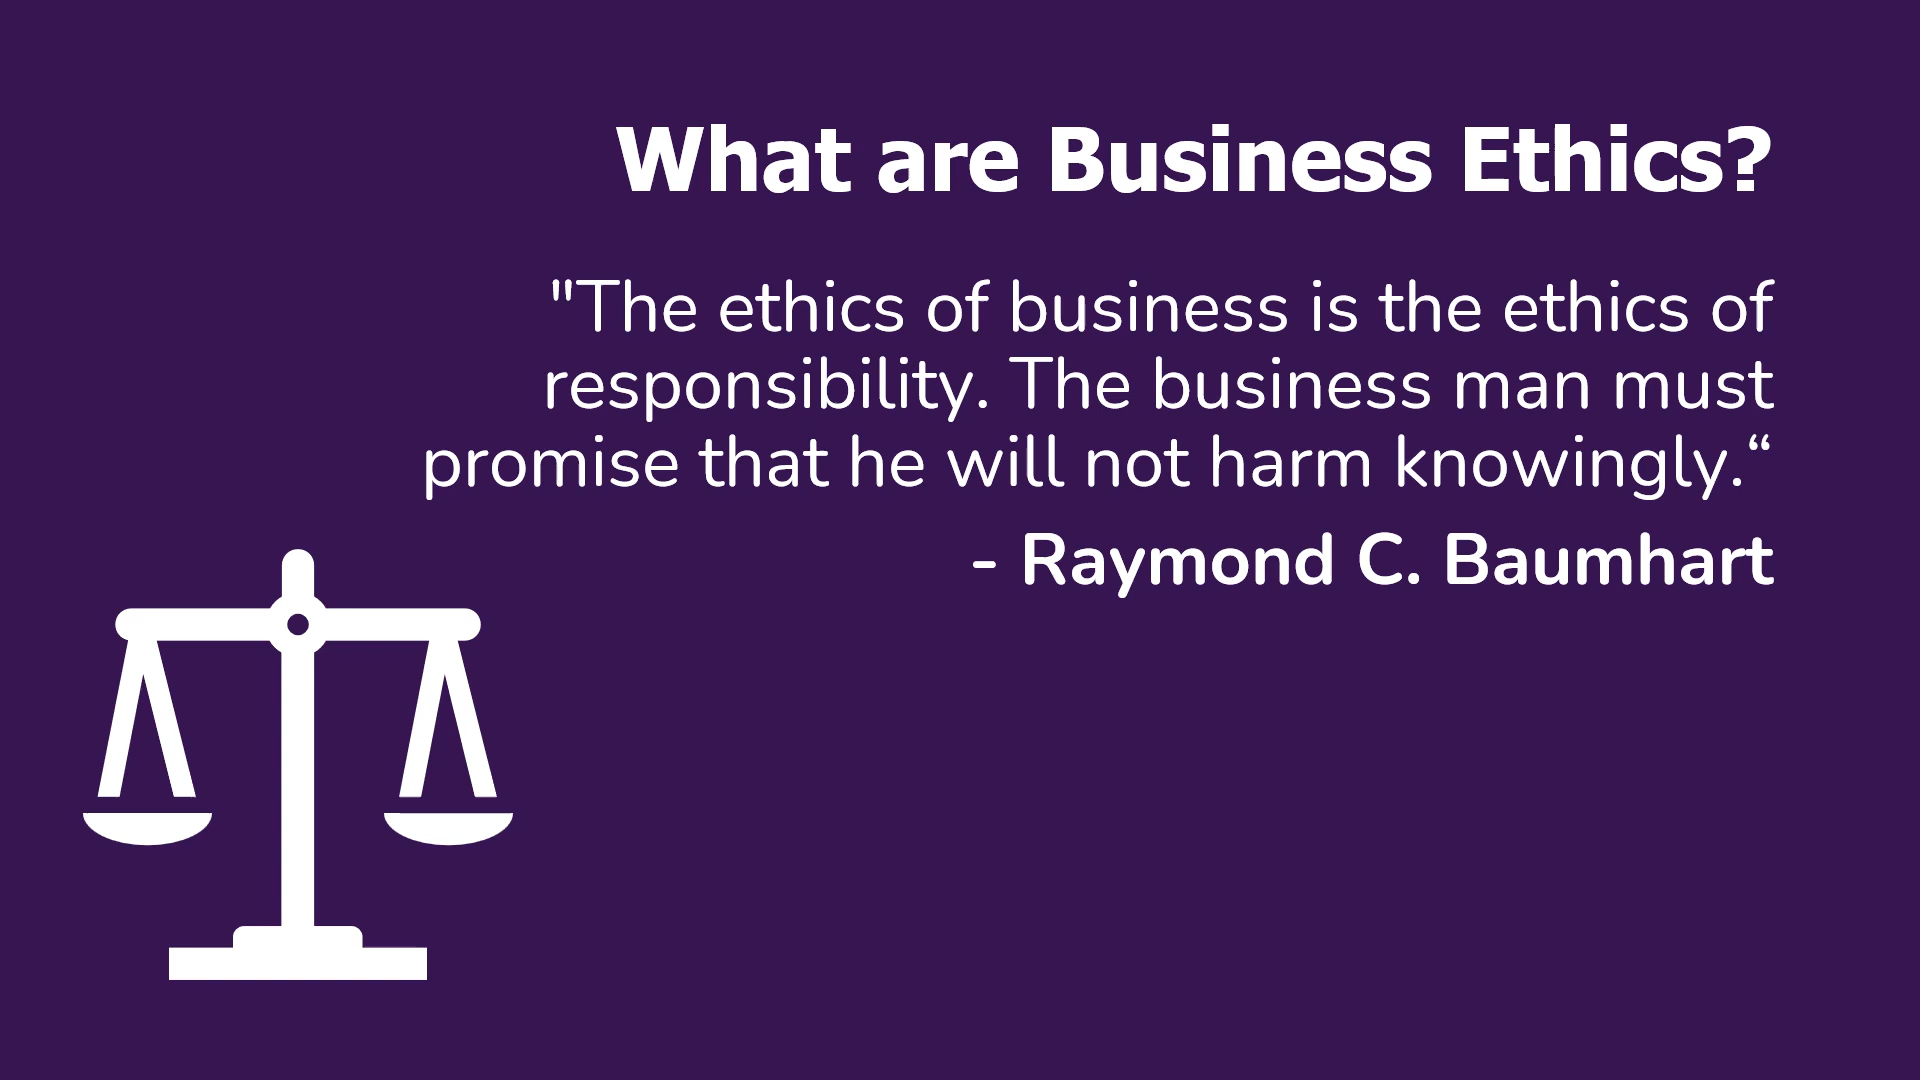 What are Business Ethics?
"The ethics of business is the ethics of
responsibility. The business man must
promise that he will not harm knowingly.“
- Raymond C. Baumhart